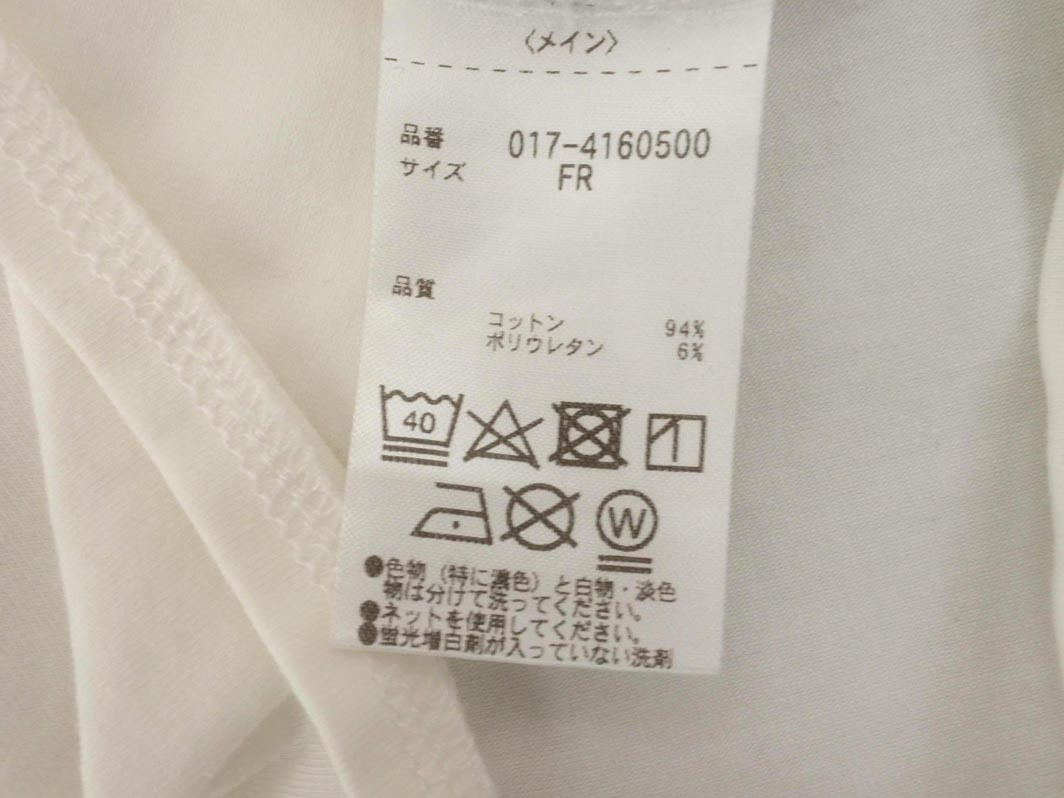 〈メイン〉
品番 017-4160500
サイズ FR
品質
コットン 94%
ポリウレタン 6%
40
W
●色物(特に濃色)と白物・淡色
物は分けて洗ってください。
●ネットを使用してください。
●蛍光増白剤が入っていない洗剤